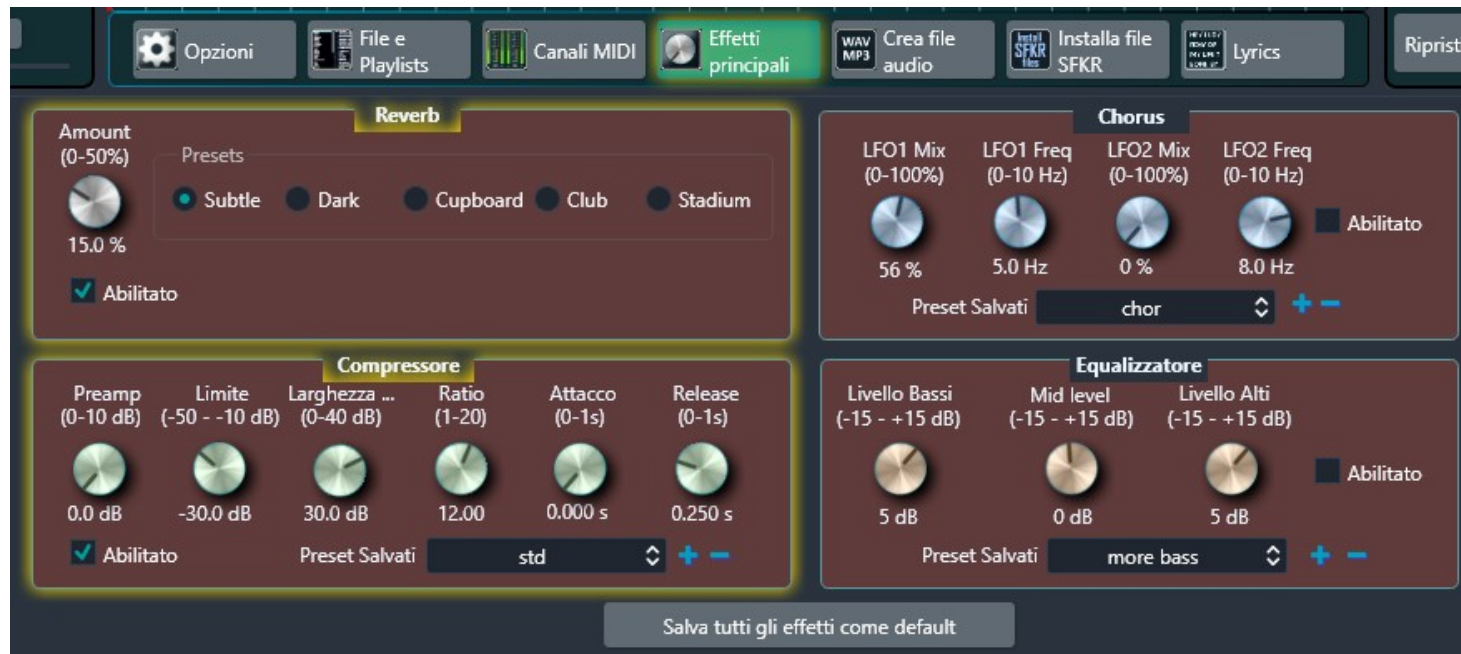 Opzioni
File e
Playlists
Canali MIDI
Effetti
principali
WAV
MP3
Crea file
audio
Install
SFKR
files
Installa file
SFKR
Lyrics
Riprist
Reverb
Amount
(0-50%)
Presets
Subtle Dark Cupboard Club Stadium
15.0 %
Abilitato
Chorus
LFO1 Mix LFO1 Freq LFO2 Mix LFO2 Freq
(0-100%) (0-10 Hz) (0-100%) (0-10 Hz)
Abilitato
56 % 5.0 Hz 0 % 8.0 Hz
Preset Salvati chor
Compressore
Preamp Limite Larghezza ... Ratio Attacco Release
(0-10 dB) (-50 - -10 dB) (0-40 dB) (1-20) (0-1s) (0-1s)
0.0 dB -30.0 dB 30.0 dB 12.00 0.000 s 0.250 s
Abilitato Preset Salvati std
Equalizzatore
Livello Bassi Mid level Livello Alti
(-15 - +15 dB) (-15 - +15 dB) (-15 - +15 dB)
Abilitato
5 dB 0 dB 5 dB
Preset Salvati more bass
Salva tutti gli effetti come default